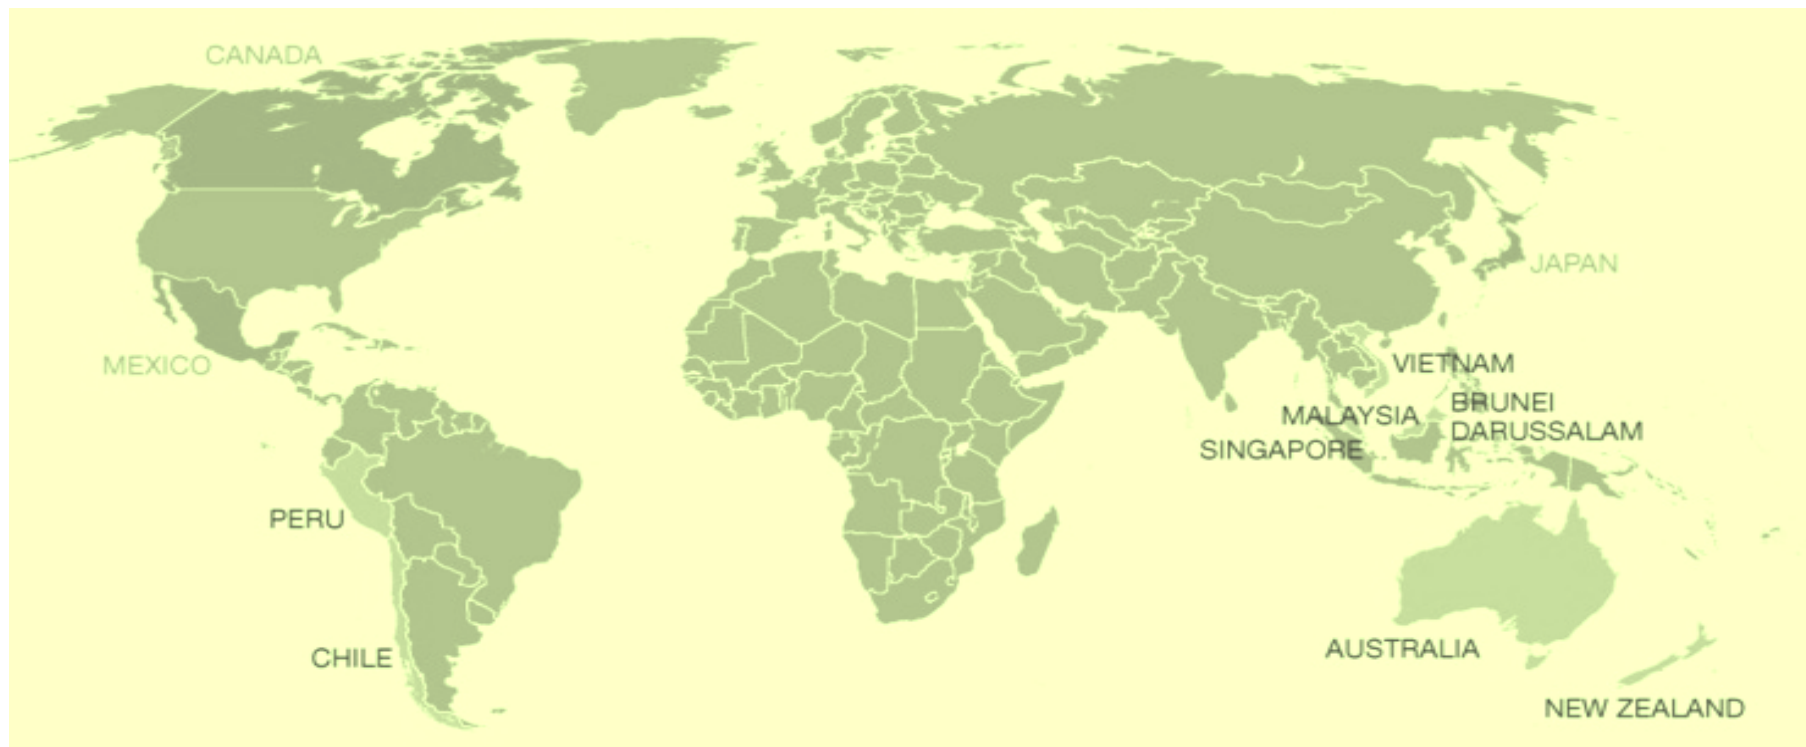 CANADA
JAPAN
MEXICO
VIETNAM
MALAYSIA
BRUNEI
DARUSSALAM
SINGAPORE
PERU
CHILE
AUSTRALIA
NEW ZEALAND